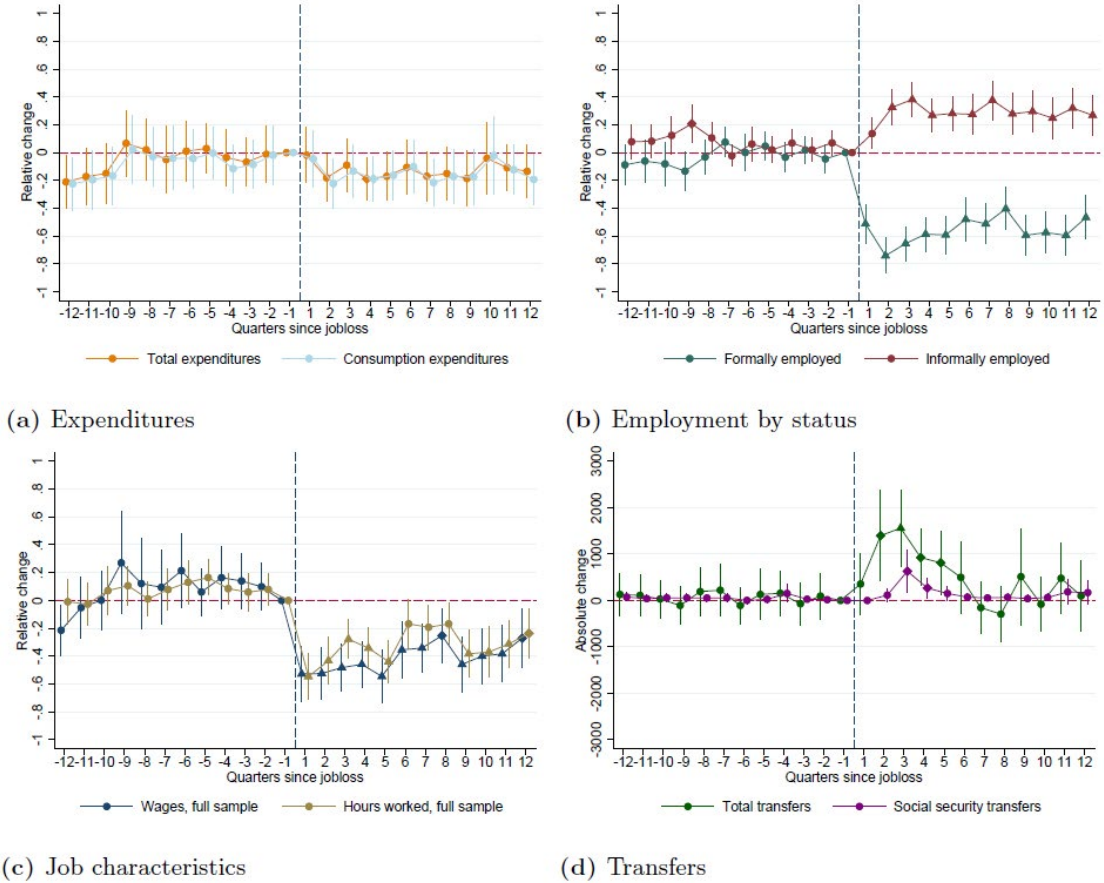 1
.8
.6
.4
.2
0
-.2
-.4
-.6
-.8
-1
Relative change
-12 -11 -10 -9 -8 -7 -6 -5 -4 -3 -2 -1 1 2 3 4 5 6 7 8 9 10 11 12
Quarters since jobloss
Total expenditures Consumption expenditures
(a) Expenditures
1
.8
.6
.4
.2
0
-.2
-.4
-.6
-.8
-1
Relative change
-12 -11 -10 -9 -8 -7 -6 -5 -4 -3 -2 -1 1 2 3 4 5 6 7 8 9 10 11 12
Quarters since jobloss
Formally employed Informally employed
(b) Employment by status
1
.8
.6
.4
.2
0
-.2
-.4
-.6
-.8
-1
Relative change
-12 -11 -10 -9 -8 -7 -6 -5 -4 -3 -2 -1 1 2 3 4 5 6 7 8 9 10 11 12
Quarters since jobloss
Wages, full sample Hours worked, full sample
(c) Job characteristics
3000
2000
1000
0
-1000
-2000
-3000
Absolute change
-12 -11 -10 -9 -8 -7 -6 -5 -4 -3 -2 -1 1 2 3 4 5 6 7 8 9 10 11 12
Quarters since jobloss
Total transfers Social security transfers
(d) Transfers